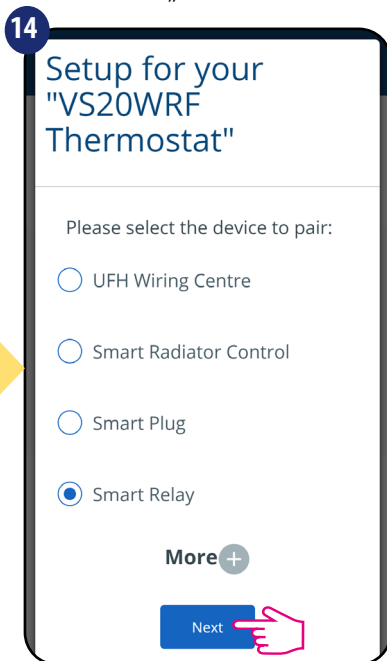 14
Setup for your
"VS20WRF
Thermostat"
Please select the device to pair:
UFH Wiring Centre
Smart Radiator Control
Smart Plug
Smart Relay
More
Next